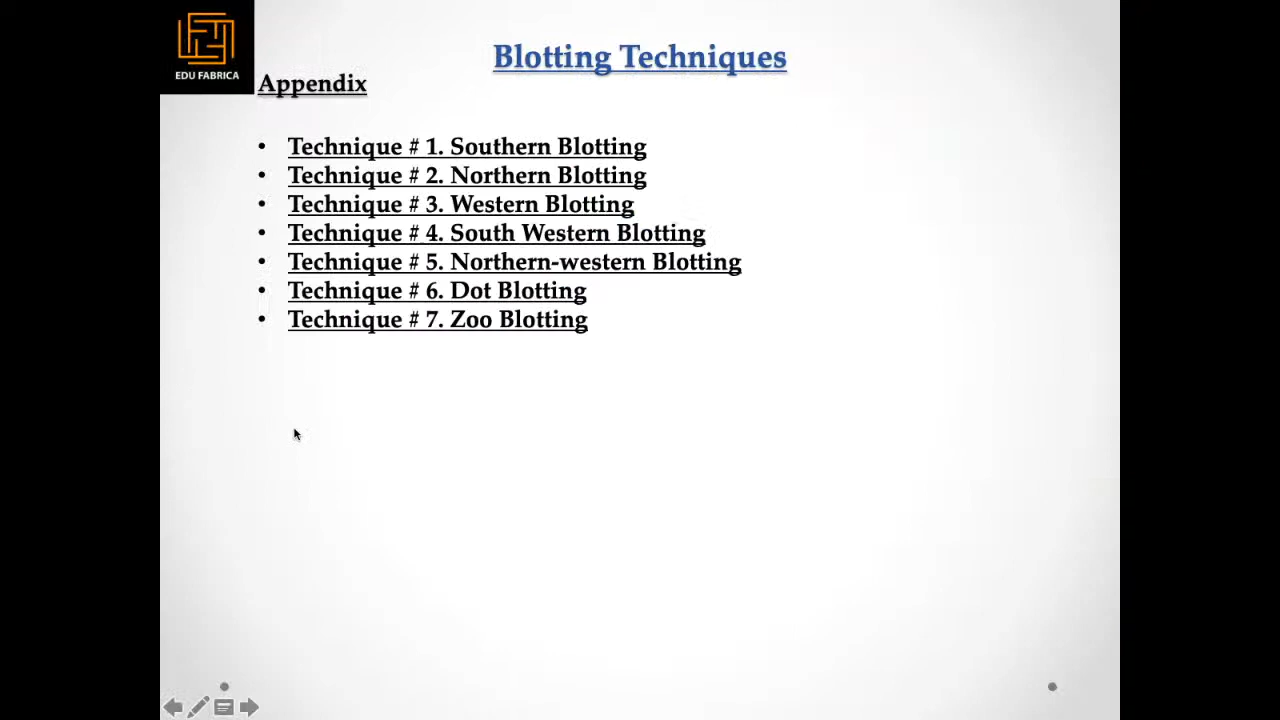 EDU FABRICA
Blotting Techniques
Appendix
• Technique # 1. Southern Blotting
• Technique # 2. Northern Blotting
• Technique # 3. Western Blotting
• Technique # 4. South Western Blotting
• Technique # 5. Northern-western Blotting
• Technique # 6. Dot Blotting
• Technique # 7. Zoo Blotting